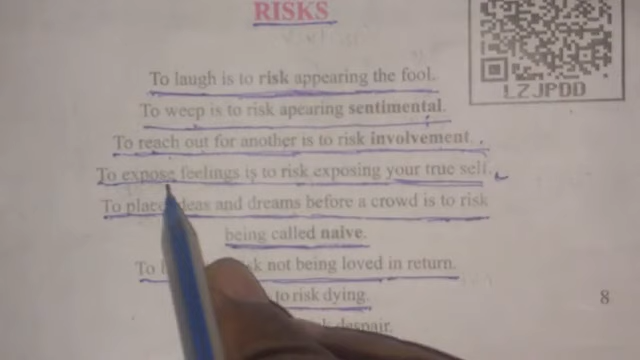 RISKS
To laugh is to risk appearing the fool.
To weep is to risk apearing sentimental.
To reach out for another is to risk involvement.
To expose feelings is to risk exposing your true self.
To place ideas and dreams before a crowd is to risk
being called naive.
To not being loved in return.
to risk dying.
despair.
LZJPDD
8